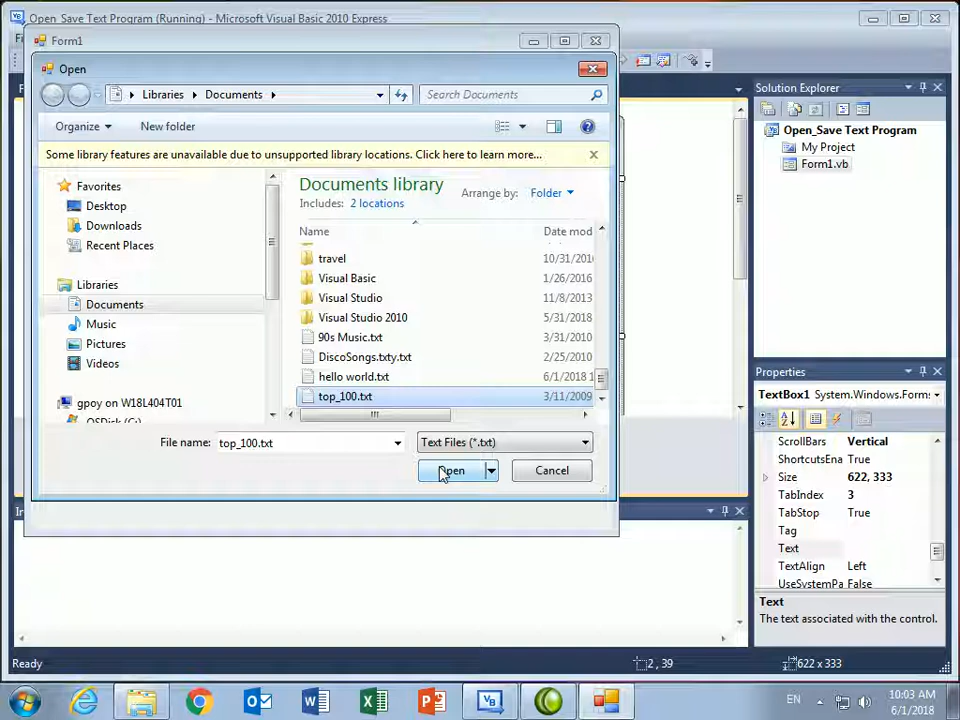 Open_Save Text Program (Running) - Microsoft Visual Basic 2010 Express
Form1
Open
Libraries
Documents
Search Documents
Organize
New folder
Some library features are unavailable due to unsupported library locations. Click here to learn more...
Favorites
Desktop
Downloads
Recent Places
Libraries
Documents
Music
Pictures
Videos
gpoy on W18L404T01
Documents library
Includes: 2 locations
Arrange by: Folder
Name
Date mod
travel 10/31/201
Visual Basic 1/26/2016
Visual Studio 11/8/2013
Visual Studio 2010 5/31/2018
90s Music.txt 3/31/2010
DiscoSongs.txty.txt 2/25/2010
hello world.txt 6/1/2018 1
top_100.txt 3/11/2009
File name: top_100.txt
Text Files (*.txt)
Open
Cancel
Solution Explorer
Open_Save Text Program
My Project
Form1.vb
Properties
TextBox1 System.Windows.Form:
ScrollBars Vertical
ShortcutsEna True
Size 622, 333
TabIndex 3
TabStop True
Tag
Text
TextAlign Left
UseSystemPa False
Text
The text associated with the control.
Ready
2, 39
622 x 333
EN
10:03 AM
6/1/2018